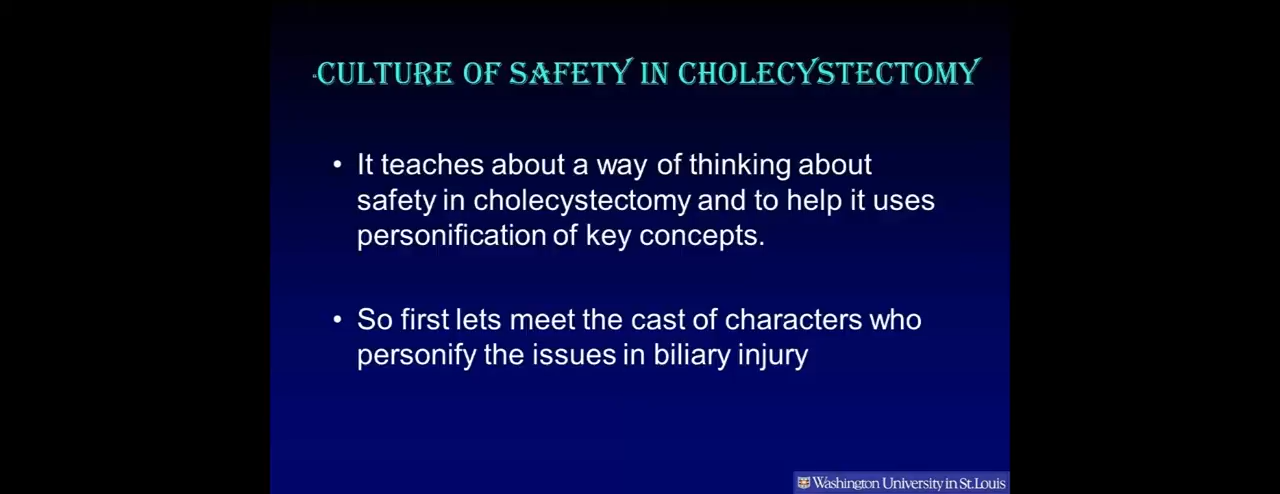 CULTURE OF SAFETY IN CHOLECYSTECTOMY
• It teaches about a way of thinking about
safety in cholecystectomy and to help it uses
personification of key concepts.
• So first lets meet the cast of characters who
personify the issues in biliary injury
Washington University in St. Louis